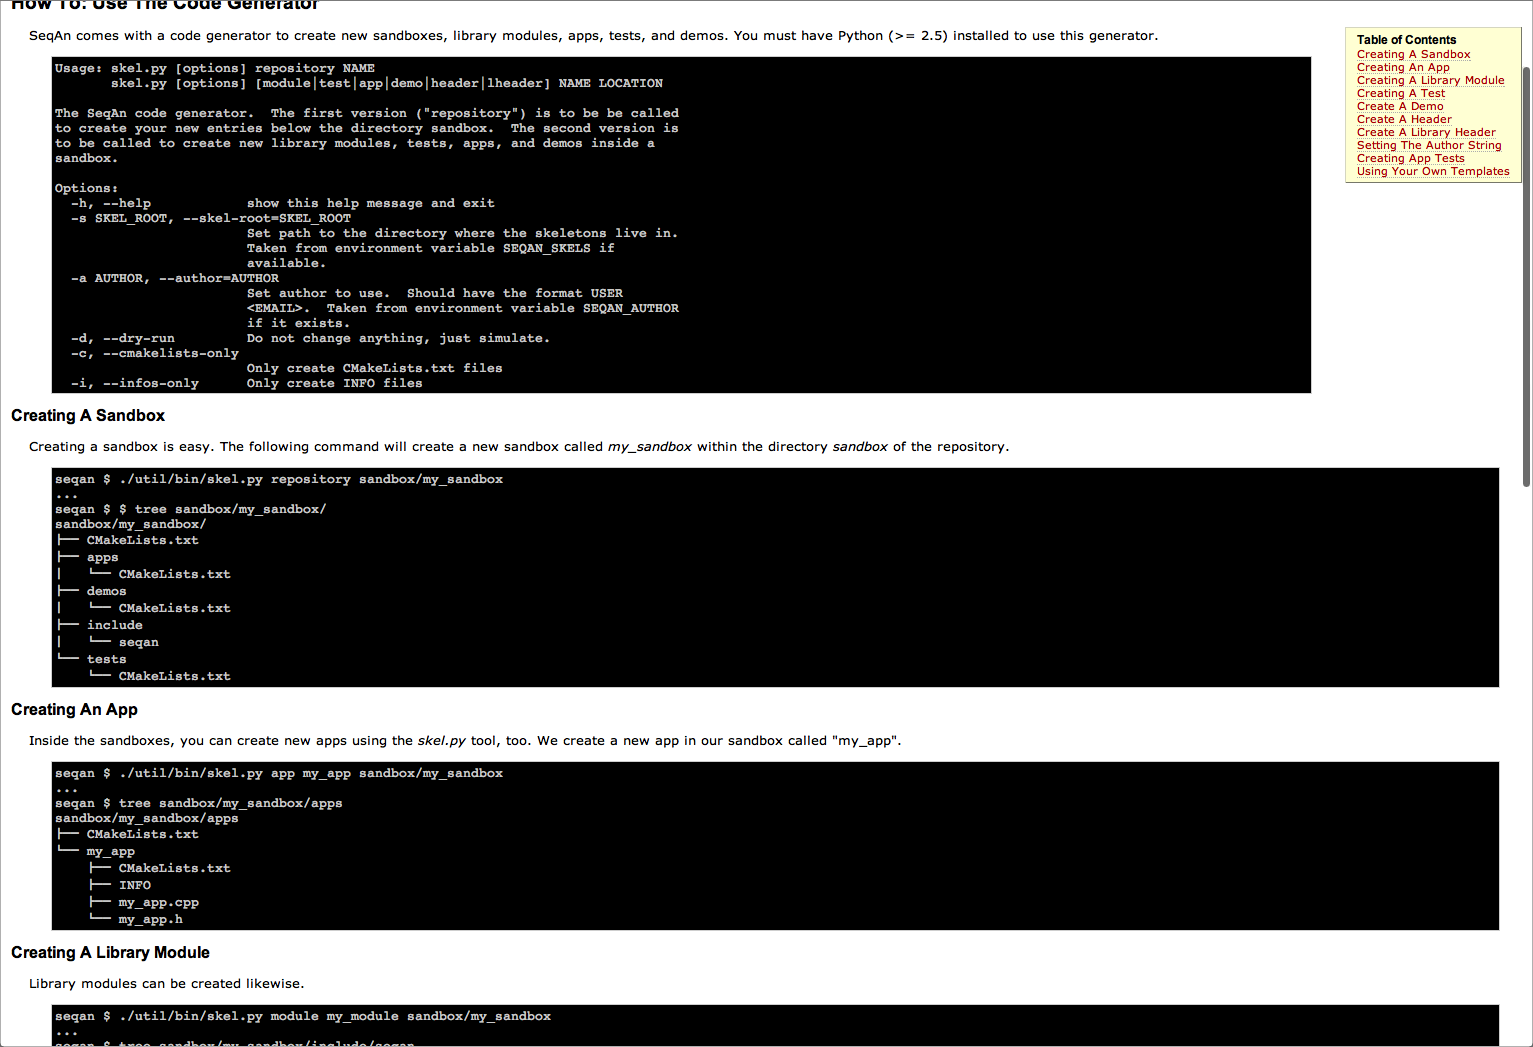 How To: Use The Code Generator
SeqAn comes with a code generator to create new sandboxes, library modules, apps, tests, and demos. You must have Python (>= 2.5) installed to use this generator.
Table of Contents
Creating A Sandbox
Creating An App
Creating A Library Module
Creating A Test
Create A Demo
Create A Header
Create A Library Header
Setting The Author String
Creating App Tests
Using Your Own Templates
Usage: skel.py [options] repository NAME
       skel.py [options] [module|test|app|demo|header|lheader] NAME LOCATION
The SeqAn code generator.  The first version ("repository") is to be be called
to create your new entries below the directory sandbox.  The second version is
to be called to create new library modules, tests, apps, and demos inside a
sandbox.
Options:
  -h, --help            show this help message and exit
  -s SKEL_ROOT, --skel-root=SKEL_ROOT
                        Set path to the directory where the skeletons live in.
                        Taken from environment variable SEQAN_SKELS if
                        available.
  -a AUTHOR, --author=AUTHOR
                        Set author to use.  Should have the format USER
                        <EMAIL>.  Taken from environment variable SEQAN_AUTHOR
                        if it exists.
  -d, --dry-run         Do not change anything, just simulate.
  -c, --cmakelists-only
                        Only create CMakeLists.txt files
  -i, --infos-only      Only create INFO files
Creating A Sandbox
Creating a sandbox is easy. The following command will create a new sandbox called my_sandbox within the directory sandbox of the repository.
seqan $ ./util/bin/skel.py repository sandbox/my_sandbox
...
seqan $ $ tree sandbox/my_sandbox/
sandbox/my_sandbox/
├── CMakeLists.txt
├── apps
│   └── CMakeLists.txt
├── demos
│   └── CMakeLists.txt
├── include
│   └── seqan
└── tests
    └── CMakeLists.txt
Creating An App
Inside the sandboxes, you can create new apps using the skel.py tool, too. We create a new app in our sandbox called "my_app".
seqan $ ./util/bin/skel.py app my_app sandbox/my_sandbox
...
seqan $ tree sandbox/my_sandbox/apps
sandbox/my_sandbox/apps
├── CMakeLists.txt
└── my_app
    ├── CMakeLists.txt
    ├── INFO
    ├── my_app.cpp
    └── my_app.h
Creating A Library Module
Library modules can be created likewise.
seqan $ ./util/bin/skel.py module my_module sandbox/my_sandbox
...
seqan $ tree sandbox/my_sandbox/include/seqan